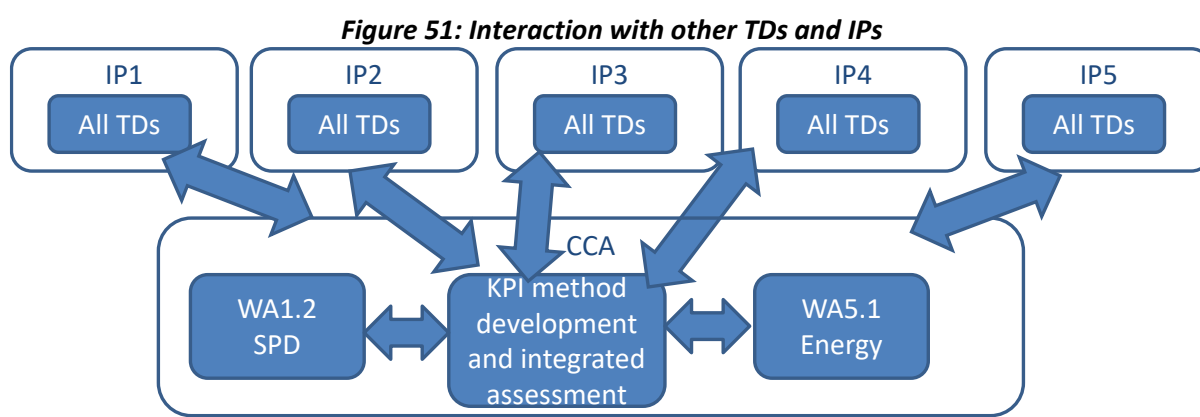 Figure 51: Interaction with other TDs and IPs
IP1
IP2
IP3
IP4
IP5
All TDs
All TDs
All TDs
All TDs
All TDs
CCA
WA1.2
SPD
KPI method
development
and integrated
assessment
WA5.1
Energy